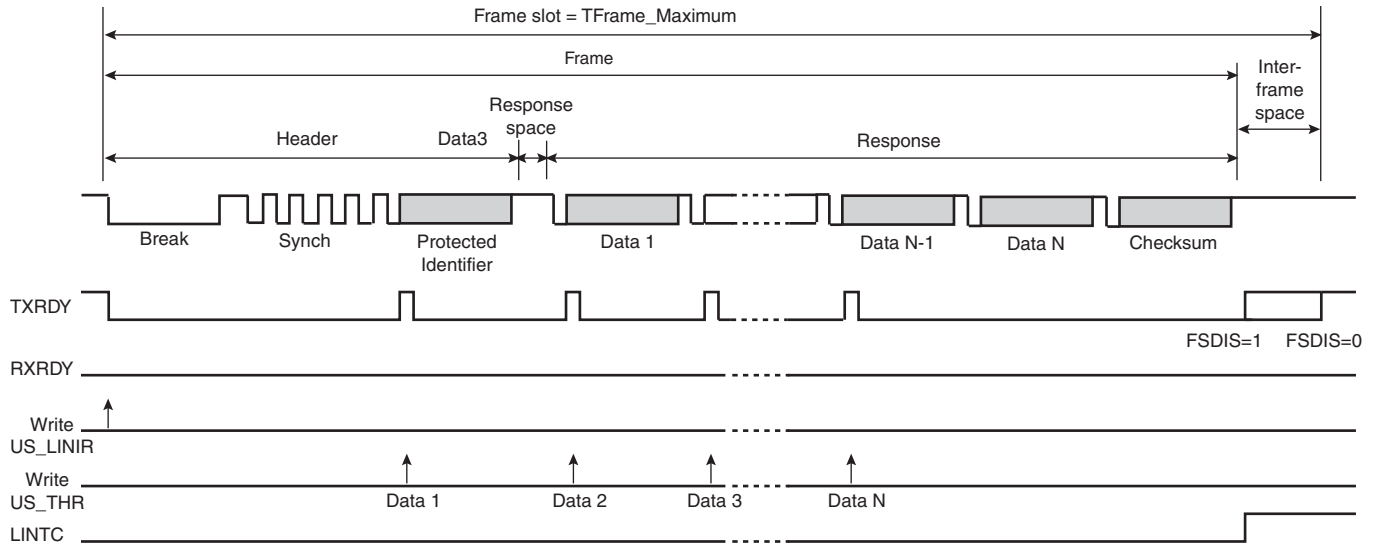 Frame slot = TFrame_Maximum
Frame
Inter-
frame
space
Response
space
Header
Data3
Response
Break
Synch
Protected
Identifier
Data 1
Data N-1
Data N
Checksum
TXRDY
FSDIS=1
FSDIS=0
RXRDY
Write
US_LINIR
Write
US_THR
Data 1
Data 2
Data 3
Data N
LINTC